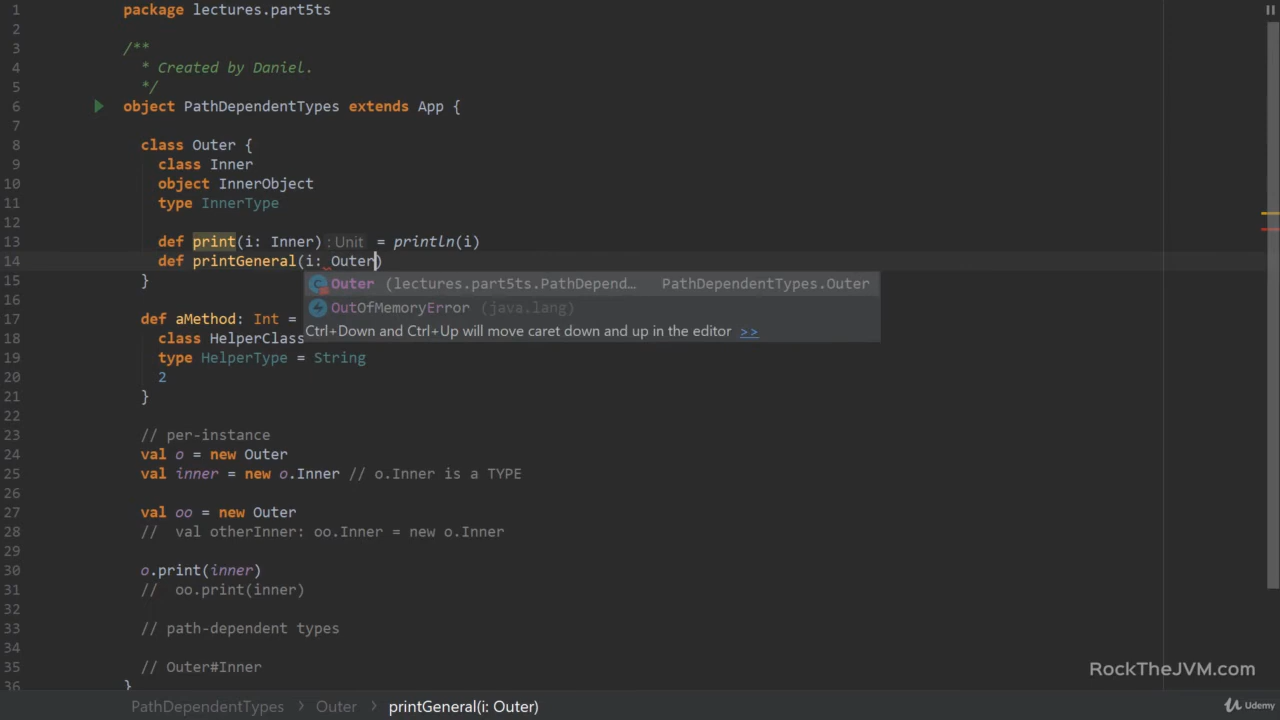 1 package lectures.part5ts
2
3 /**
4 * Created by Daniel.
5 */
6 object PathDependentTypes extends App {
7
8 class Outer {
9 class Inner
10 object InnerObject
11 type InnerType
12
13 def print(i: Inner) : Unit = println(i)
14 def printGeneral(i: Outer)
15 }
Outer (lectures.part5ts.PathDepend… PathDependentTypes.Outer
16
OutOfMemoryError (java.lang)
17 def aMethod: Int =
Ctrl+Down and Ctrl+Up will move caret down and up in the editor >>
18 class HelperClass
19 type HelperType = String
20 2
21 }
22
23 // per-instance
24 val o = new Outer
25 val inner = new o.Inner // o.Inner is a TYPE
26
27 val oo = new Outer
28 // val otherInner: oo.Inner = new o.Inner
29
30 o.print(inner)
31 // oo.print(inner)
32
33 // path-dependent types
34
35 // Outer#Inner
36 }
RockTheJVM.com
PathDependentTypes > Outer > printGeneral(i: Outer)
Udemy